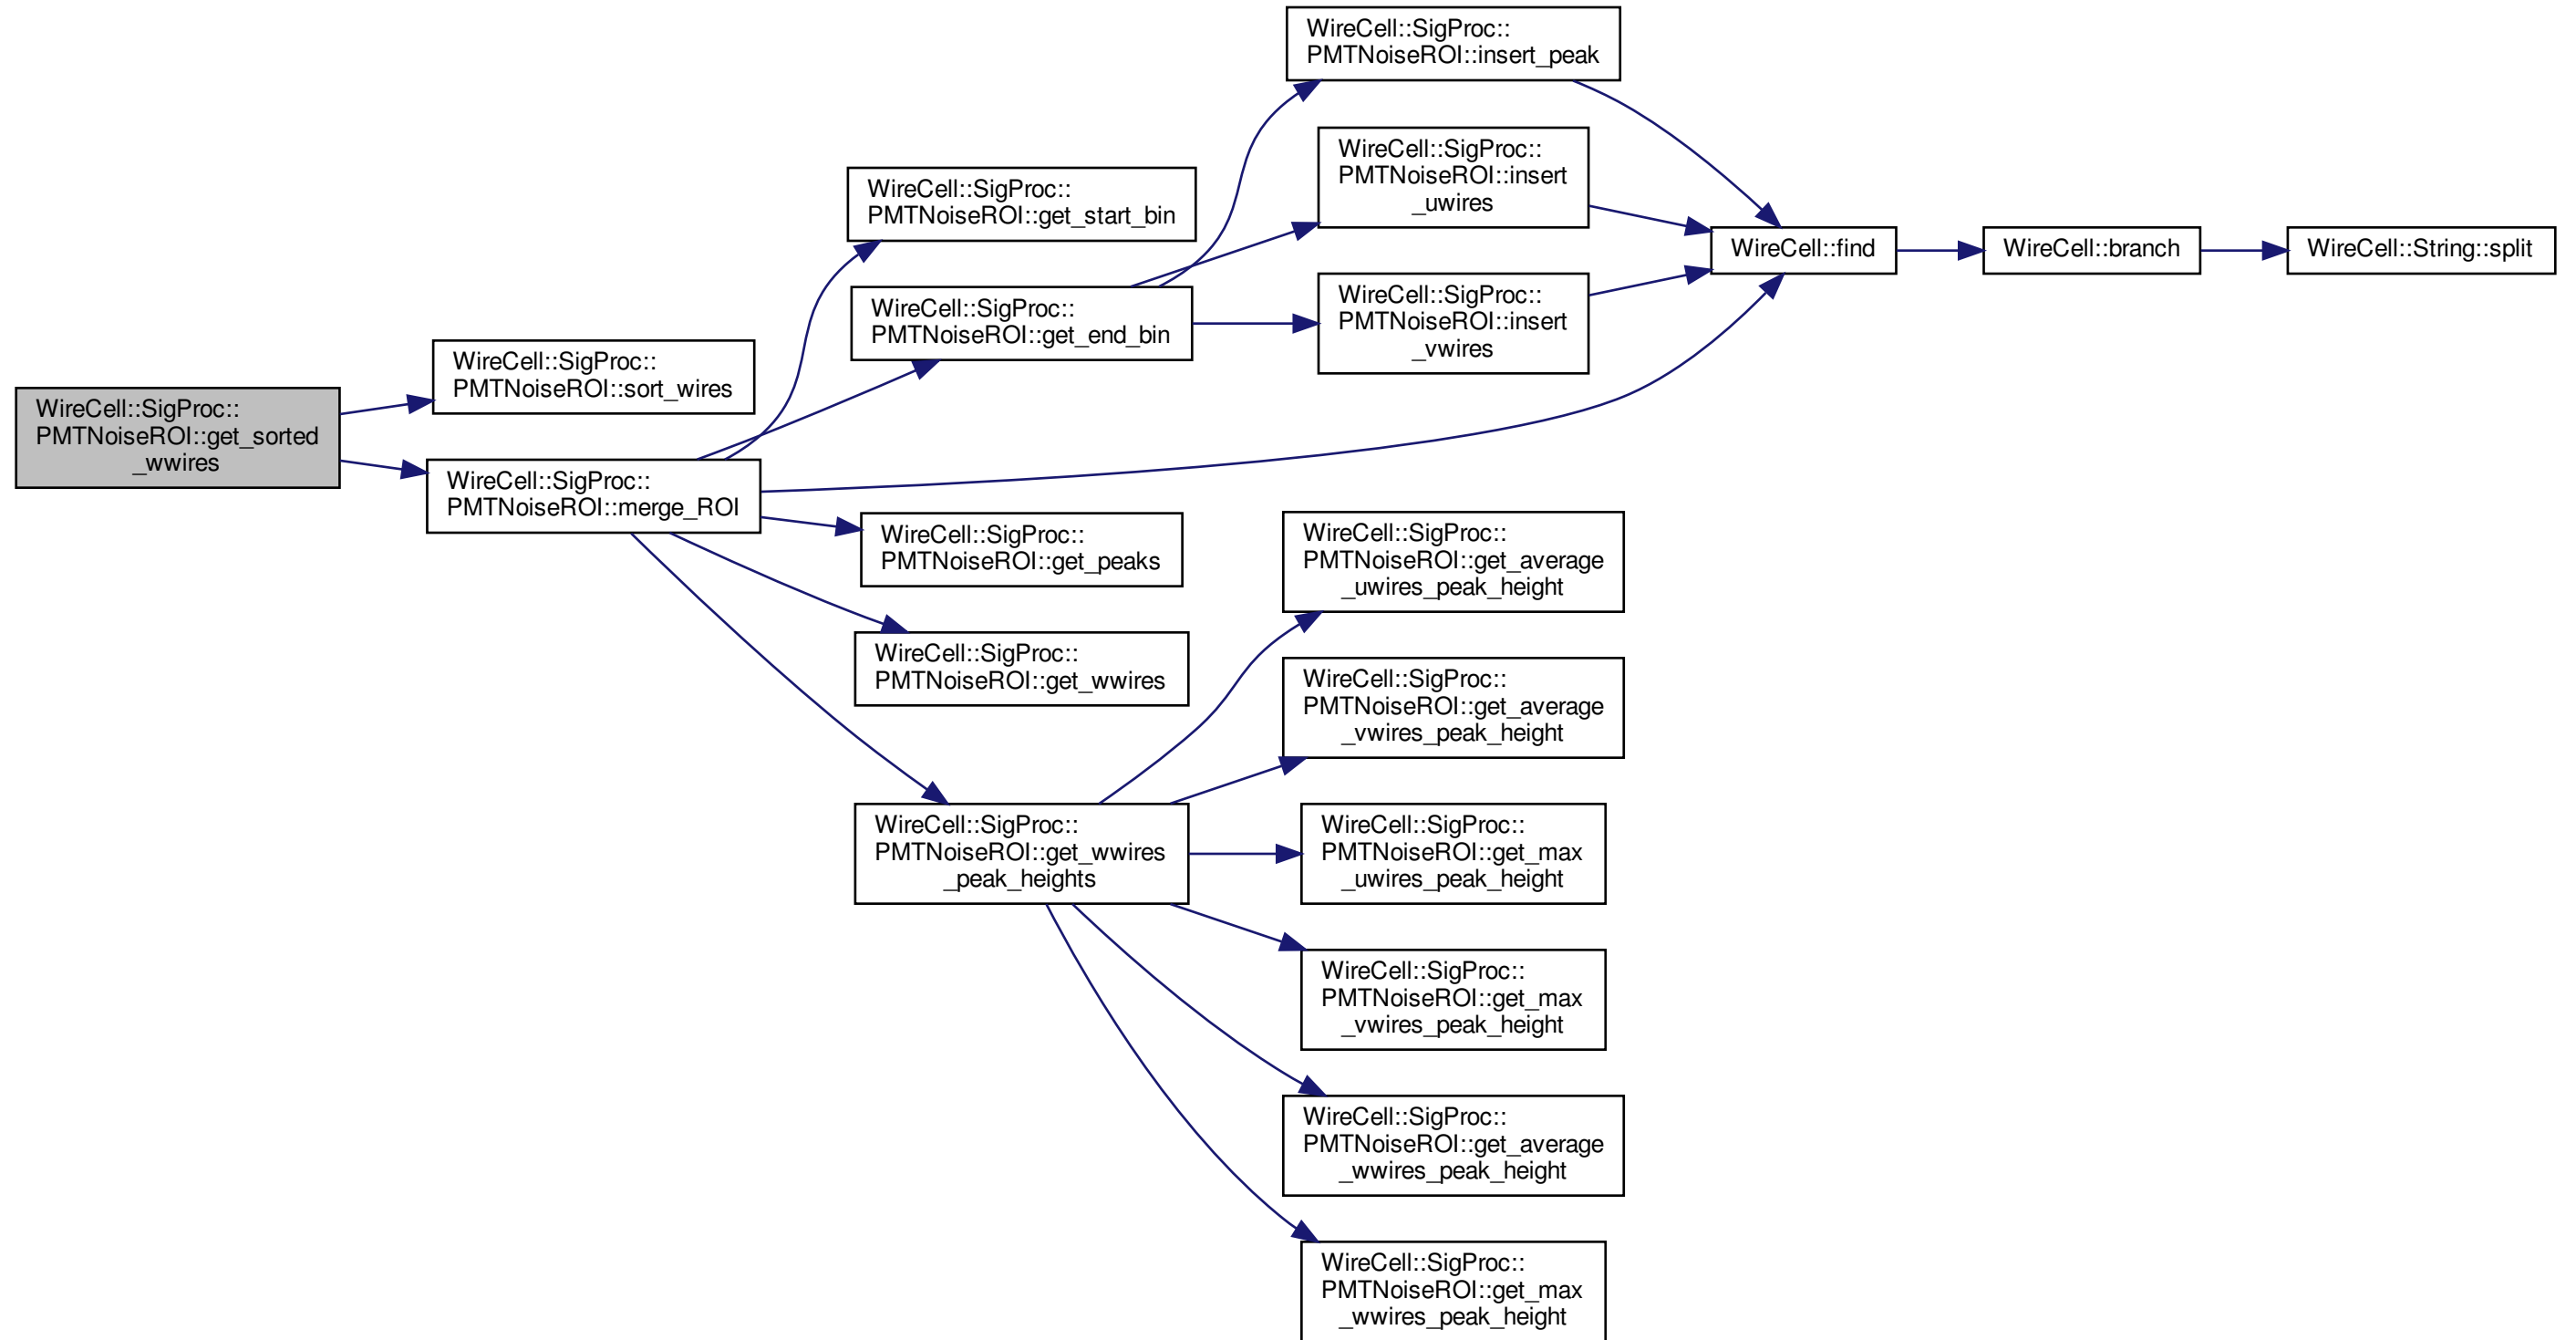 WireCell::SigProc::
PMTNoiseROI::get_sorted
_wwires
WireCell::SigProc::
PMTNoiseROI::sort_wires
WireCell::SigProc::
PMTNoiseROI::merge_ROI
WireCell::SigProc::
PMTNoiseROI::get_start_bin
WireCell::SigProc::
PMTNoiseROI::get_end_bin
WireCell::SigProc::
PMTNoiseROI::get_peaks
WireCell::SigProc::
PMTNoiseROI::get_wwires
WireCell::SigProc::
PMTNoiseROI::get_wwires
_peak_heights
WireCell::SigProc::
PMTNoiseROI::insert_peak
WireCell::SigProc::
PMTNoiseROI::insert
_uwires
WireCell::SigProc::
PMTNoiseROI::insert
_vwires
WireCell::SigProc::
PMTNoiseROI::get_average
_uwires_peak_height
WireCell::SigProc::
PMTNoiseROI::get_average
_vwires_peak_height
WireCell::SigProc::
PMTNoiseROI::get_max
_uwires_peak_height
WireCell::SigProc::
PMTNoiseROI::get_max
_vwires_peak_height
WireCell::SigProc::
PMTNoiseROI::get_average
_wwires_peak_height
WireCell::SigProc::
PMTNoiseROI::get_max
_wwires_peak_height
WireCell::find
WireCell::branch
WireCell::String::split